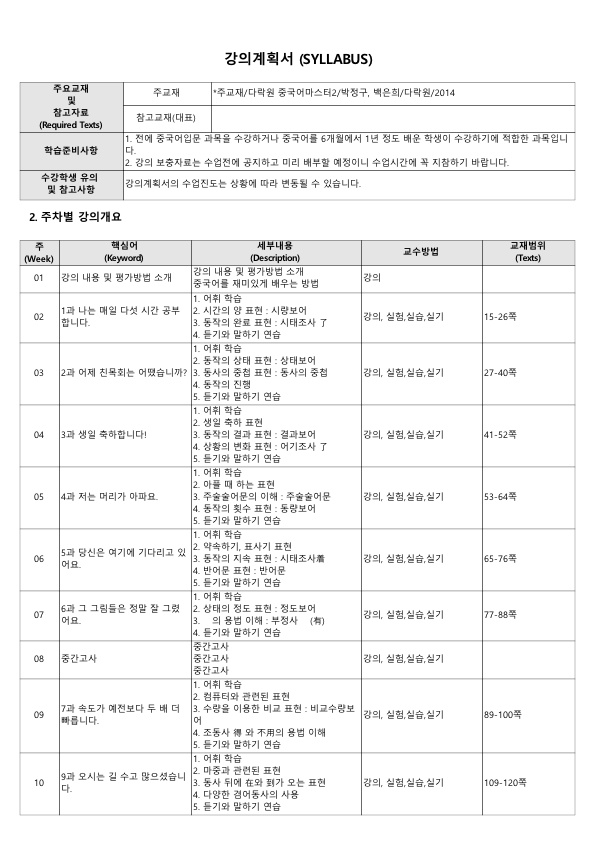 강의계획서 (SYLLABUS)
주요교재
및
참고자료
(Required Texts)
주교재
*주교재/다락원 중국어마스터2/박정구, 백은희/다락원/2014
참고교재(대표)
학습준비사항
1. 전에 중국어입문 과목을 수강하거나 중국어를 6개월에서 1년 정도 배운 학생이 수강하기에 적합한 과목입니
다.
2. 강의 보충자료는 수업전에 공지하고 미리 배부할 예정이니 수업시간에 꼭 지참하기 바랍니다.
수강학생 유의
및 참고사항
강의계획서의 수업진도는 상황에 따라 변동될 수 있습니다.
2. 주차별 강의개요
주
(Week)
핵심어
(Keyword)
세부내용
(Description)
교수방법
교재범위
(Texts)
01
강의 내용 및 평가방법 소개
강의 내용 및 평가방법 소개
중국어를 재미있게 배우는 방법
강의
02
1과 나는 매일 다섯 시간 공부
합니다.
1. 어휘 학습
2. 시간의 양 표현 : 시량보어
3. 동작의 완료 표현 : 시태조사 了
4. 듣기와 말하기 연습
강의, 실험,실습,실기
15-26쪽
03
2과 어제 친목회는 어땠습니까?
1. 어휘 학습
2. 동작의 상태 표현 : 상태보어
3. 동사의 중첩 표현 : 동사의 중첩
4. 동작의 진행
5. 듣기와 말하기 연습
강의, 실험,실습,실기
27-40쪽
04
3과 생일 축하합니다!
1. 어휘 학습
2. 생일 축하 표현
3. 동작의 결과 표현 : 결과보어
4. 상황의 변화 표현 : 어기조사 了
5. 듣기와 말하기 연습
강의, 실험,실습,실기
41-52쪽
05
4과 저는 머리가 아파요.
1. 어휘 학습
2. 아플 때 하는 표현
3. 주술술어문의 이해 : 주술술어문
4. 동작의 횟수 표현 : 동량보어
5. 듣기와 말하기 연습
강의, 실험,실습,실기
53-64쪽
06
5과 당신은 여기에 기다리고 있
어요.
1. 어휘 학습
2. 약속하기, 묘사기 표현
3. 동작의 지속 표현 : 시태조사着
4. 반어문 표현 : 반어문
5. 듣기와 말하기 연습
강의, 실험,실습,실기
65-76쪽
07
6과 그 그림들은 정말 잘 그렸
어요.
1. 어휘 학습
2. 상태의 정도 표현 : 정도보어
3. 의 용법 이해 : 부정사 (有)
4. 듣기와 말하기 연습
강의, 실험,실습,실기
77-88쪽
08
중간고사
중간고사
중간고사
중간고사
강의, 실험,실습,실기
09
7과 속도가 예전보다 두 배 더
빠릅니다.
1. 어휘 학습
2. 컴퓨터와 관련된 표현
3. 수량을 이용한 비교 표현 : 비교수량보
어
4. 조동사 得 와 不用의 용법 이해
5. 듣기와 말하기 연습
강의, 실험,실습,실기
89-100쪽
10
9과 오시는 길 수고 많으셨습니
다.
1. 어휘 학습
2. 마중과 관련된 표현
3. 동사 뒤에 在와 到가 오는 표현
4. 다양한 겸어동사의 사용
5. 듣기와 말하기 연습
강의, 실험,실습,실기
109-120쪽